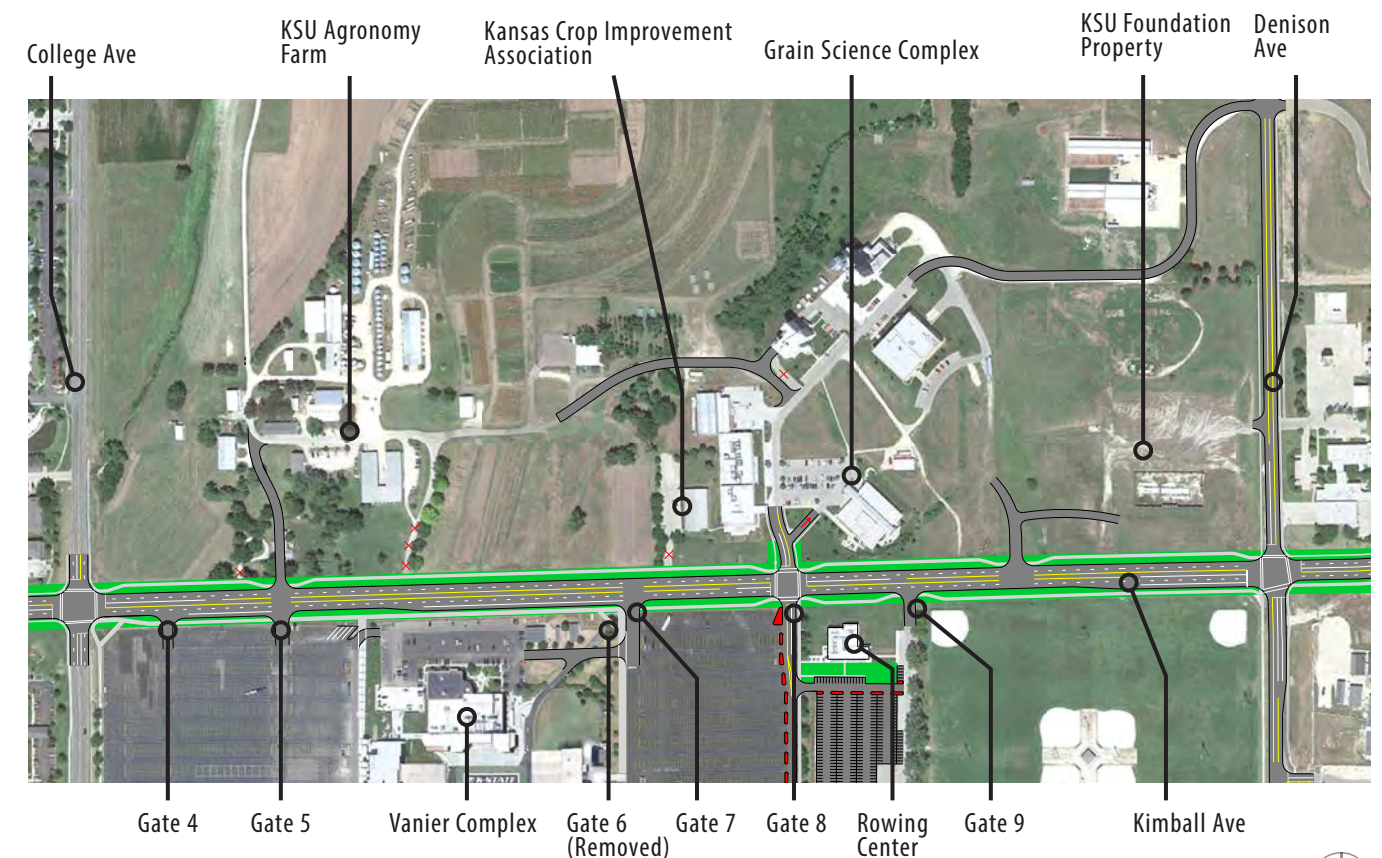 College Ave
KSU Agronomy
Farm
Kansas Crop Improvement
Association
Grain Science Complex
KSU Foundation
Property
Denison
Ave
K-STATE
Gate 4
Gate 5
Vanier Complex
Gate 6
(Removed)
Gate 7
Gate 8
Rowing
Center
Gate 9
Kimball Ave